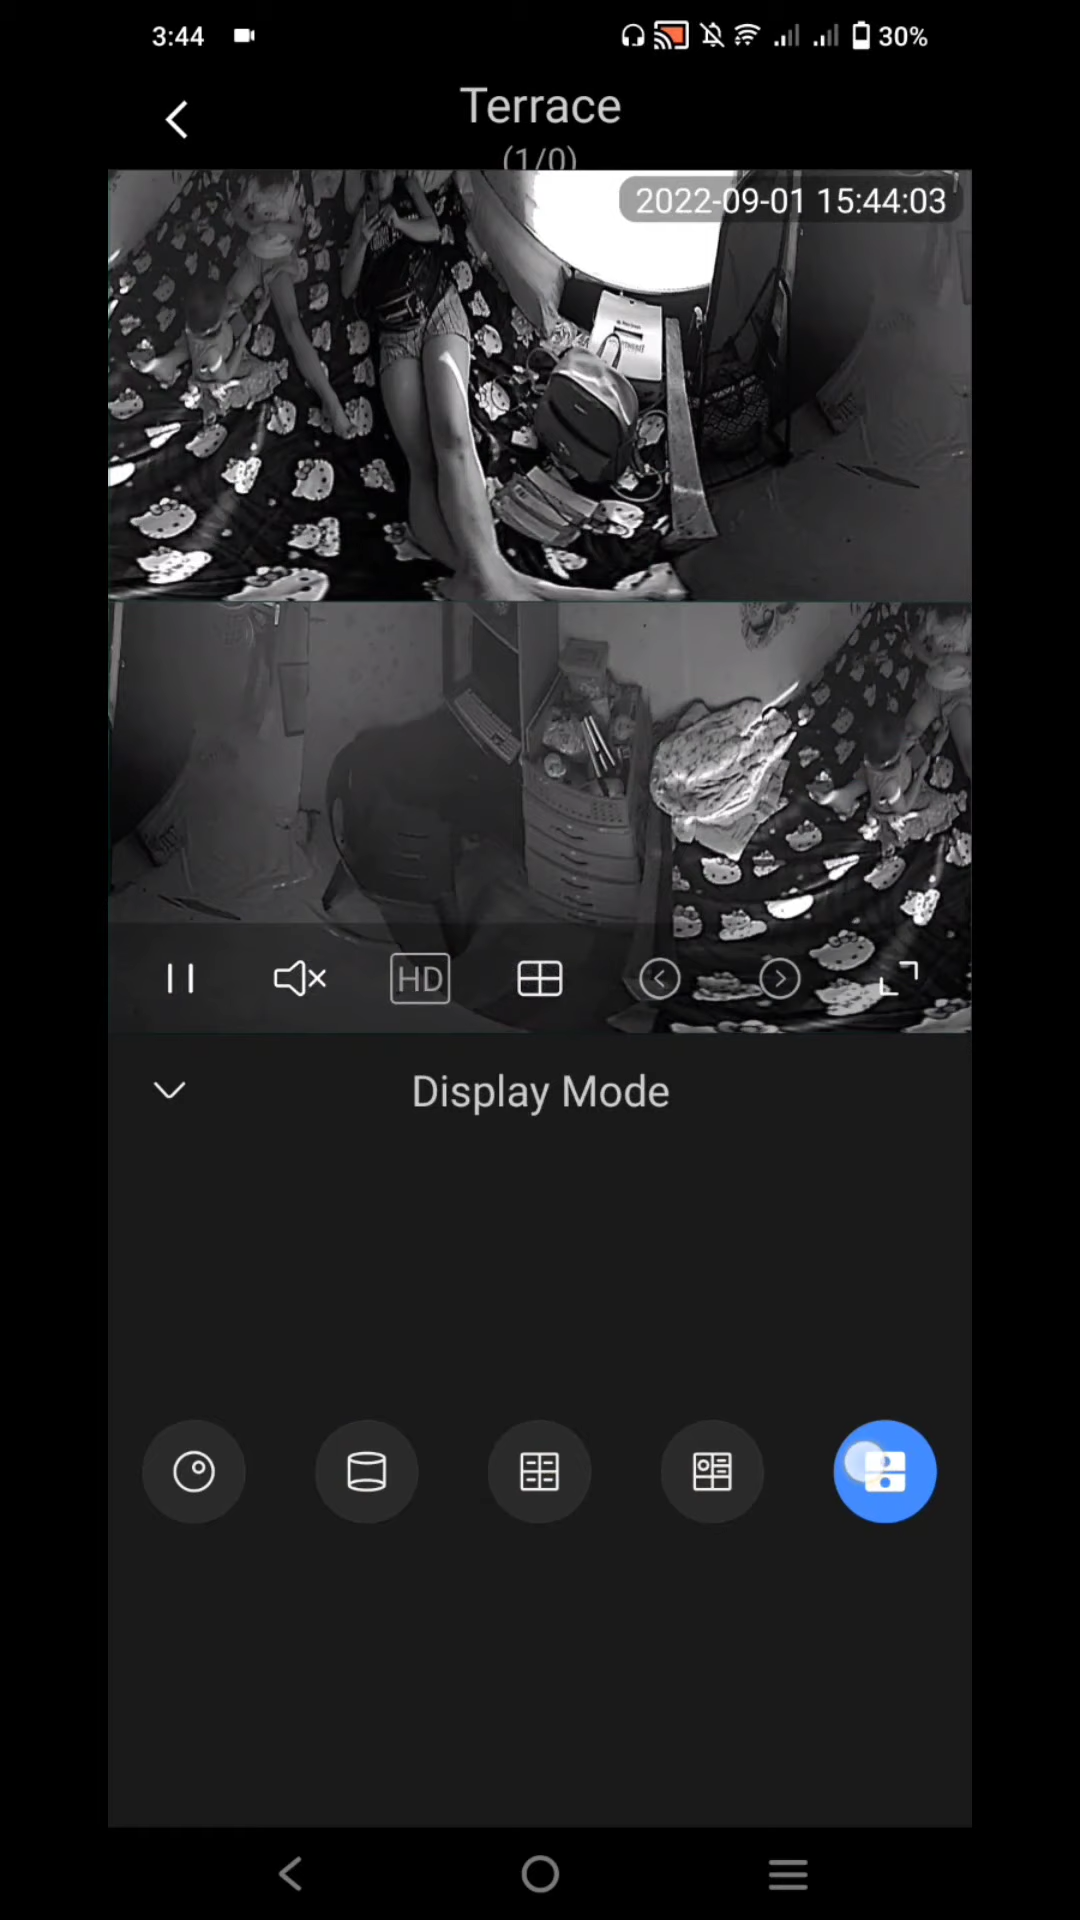 3:44
30%
Terrace
(1/0)
2022-09-01 15:44:03
HD
Display Mode